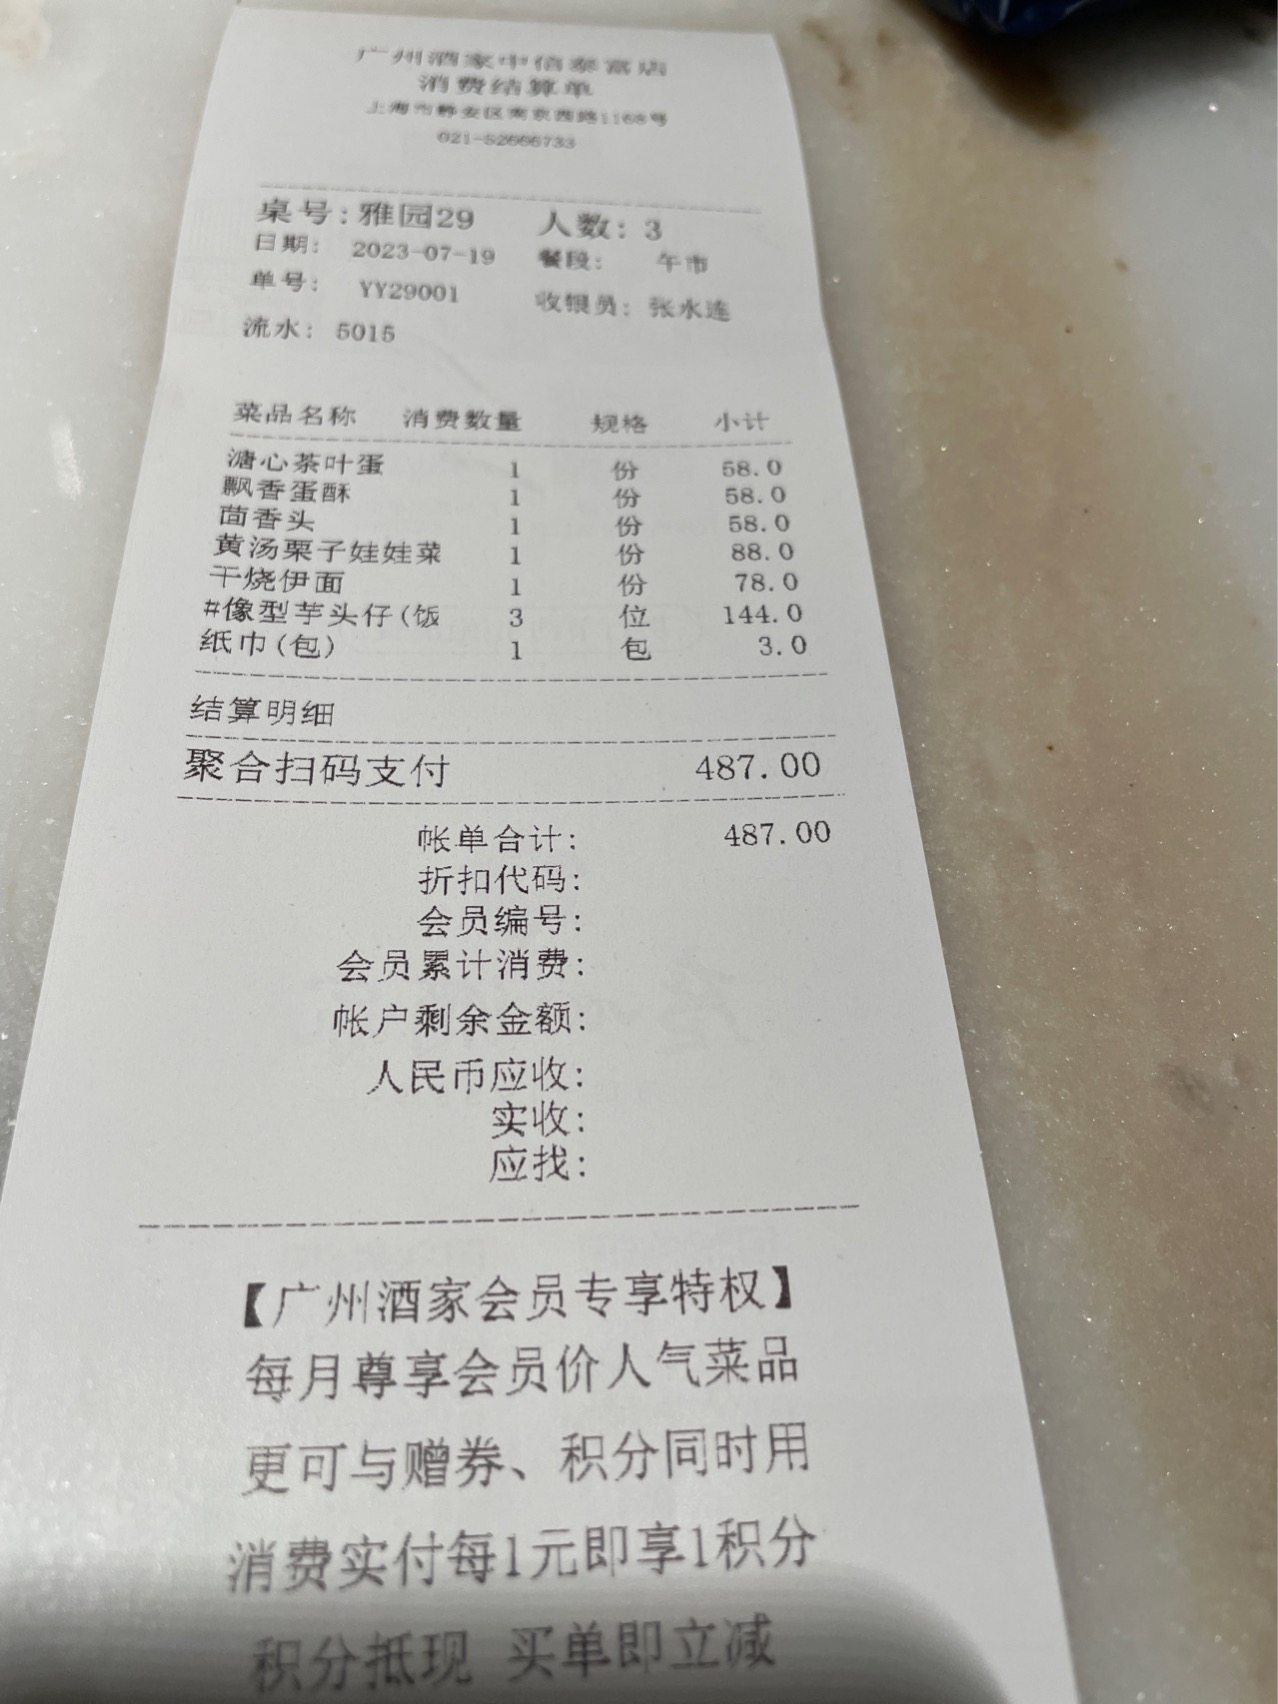 广州酒家中信泰富店
消费结算单
上海市静安区南京西路1168号
021-52666733
桌号：雅园29 人数：3
日期： 2023-07-19 餐段： 午市
单号： YY29001 收银员：张水连
流水：5015
菜品名称 消费数量 规格 小计
溏心茶叶蛋 1 份 58.0
飘香蛋酥 1 份 58.0
茴香头 1 份 58.0
黄汤栗子娃娃菜 1 份 88.0
干烧伊面 1 份 78.0
#像型芋头仔(饭 3 位 144.0
纸巾(包) 1 包 3.0
结算明细
聚合扫码支付 487.00
帐单合计: 487.00
折扣代码:
会员编号:
会员累计消费:
帐户剩余金额:
人民币应收:
实收:
应找:
【广州酒家会员专享特权】
每月尊享会员价人气菜品
更可与赠券、积分同时用
消费实付每1元即享1积分
积分抵现 买单即立减